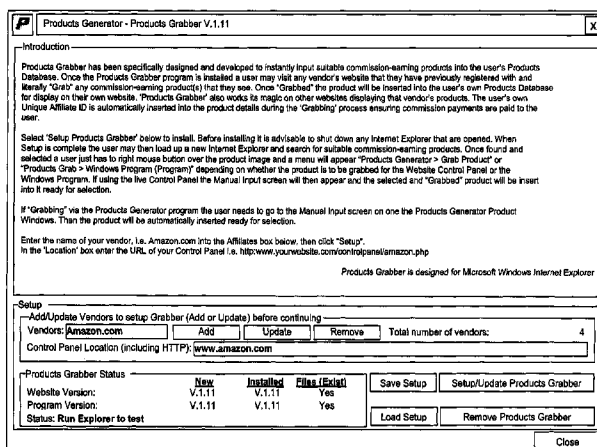 P Products Generator - Products Grabber V.1.11 X
Introduction
Products Grabber has been specifically designed and developed to instantly input suitable commission-earning products into the user's Products
Database. Once the Products Grabber program is installed a user may visit any vendor's website that they have previously registered with and
literally "Grab" any commission-earning product(s) that they see. Once "Grabbed" the product will be inserted into the user's own Products Database
for display on their own website. 'Products Grabber' also works its magic on other websites displaying that vendor's products. The user's own
Unique Affiliate ID is automatically inserted into the product details during the 'Grabbing' process ensuring commission payments are paid to the
user.
Select 'Setup Products Grabber' below to install. Before installing it is advisable to shut down any Internet Explorer that are opened. When
Setup is complete the user may then load up a new Internet Explorer and search for suitable commission-earning products. Once found and
selected a user just has to right mouse button over the product image and a menu will appear "Products Generator > Grab Product" or
"Products Grab > Windows Program (Program)" depending on whether the product is to be grabbed for the Website Control Panel or the
Windows Program. If using the live Control Panel the Manual Input screen will then appear and the selected and "Grabbed" product will be insert
into it ready for selection.
If "Grabbing" via the Products Generator program the user needs to go to the Manual Input screen on one the Products Generator Product
Windows. Than the product will be automatically inserted ready for selection.
Enter the name of your vendor, i.e. Amazon.com into the Affiliates box below, then click "Setup".
In the 'Location' box enter the URL of your Control Panel i.e. http:www.yourwebsite.com/controlpanel/amazon.php
Products Grabber is designed for Microsoft Windows Internet Explorer
Setup
Add/Update Vendors to setup Grabber (Add or Update) before continuing
Vendors: Amazon.com Add Update Remove Total number of vendors: 4
Control Panel Location (including HTTP): www.amazon.com
Products Grabber Status
New Installed Files (Exist)
Website Version: V.1.11 V.1.11 Yes
Program Version: V.1.11 V.1.11 Yes
Status: Run Explorer to test
Save Setup Setup/Update Products Grabber
Load Setup Remove Products Grabber
Close